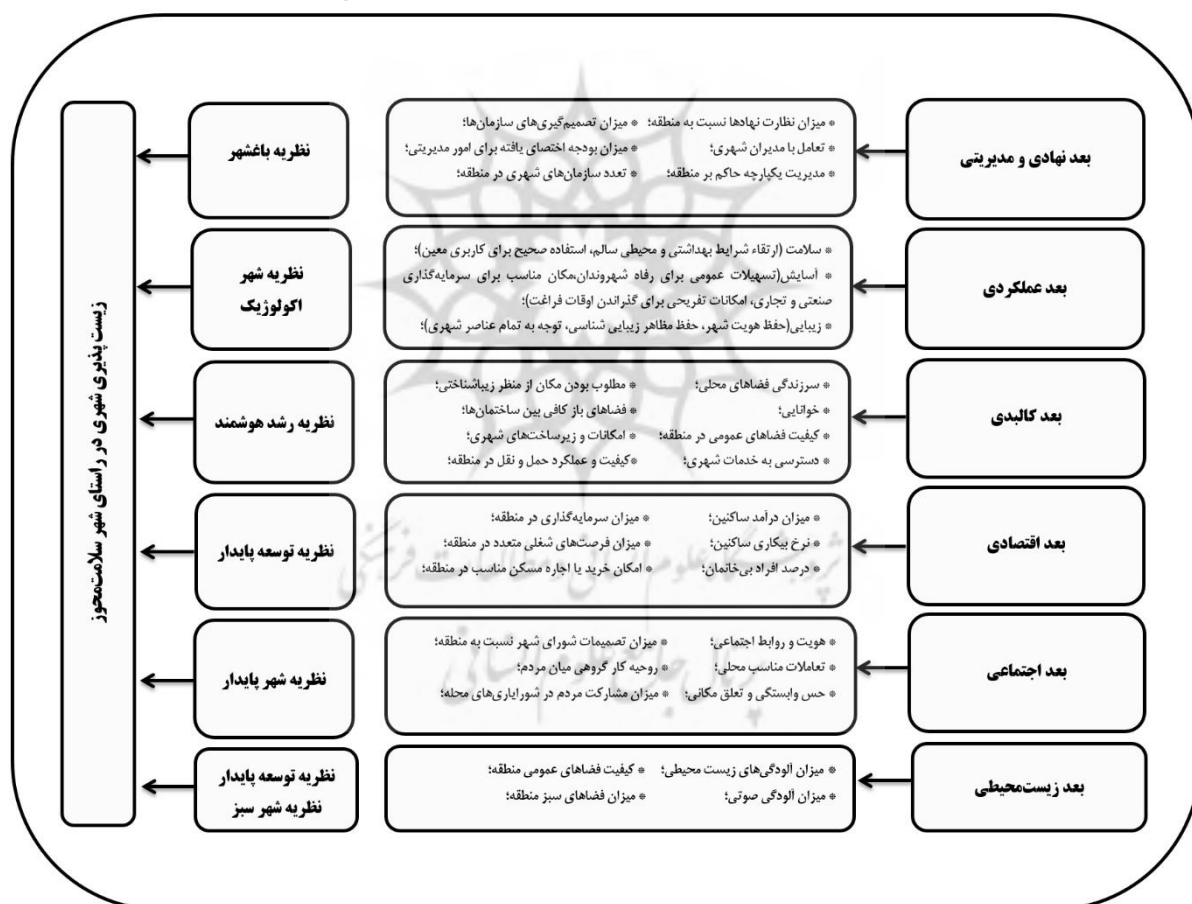 بعد نهادی و مدیریتی
* میزان نظارت نهادها نسبت به منطقه؛ * میزان تصمیم‌گیری‌های سازمان‌ها؛
* تعامل با مدیران شهری؛ * میزان بودجه اختصای یافته برای امور مدیریتی؛
* مدیریت یکپارچه حاکم بر منطقه؛ * تعدد سازمان‌های شهری در منطقه؛
نظریه باغشهر
بعد عملکردی
* سلامت (ارتقاء شرایط بهداشتی و محیطی سالم، استفاده صحیح برای کاربری معین)؛
* آسایش(تسهیلات عمومی برای رفاه شهروندان،مکان مناسب برای سرمایه‌گذاری
صنعتی و تجاری، امکانات تفریحی برای گذراندن اوقات فراغت)؛
* زیبایی(حفظ هویت شهر، حفظ مظاهر زیبایی شناسی، توجه به تمام عناصر شهری)؛
نظریه شهر
اکولوژیک
بعد کالبدی
* سرزندگی فضاهای محلی؛ * مطلوب بودن مکان از منظر زیباشناختی؛
* خوانایی؛ * فضاهای باز کافی بین ساختمان‌ها؛
* کیفیت فضاهای عمومی در منطقه؛ * امکانات و زیرساخت‌های شهری؛
* دسترسی به خدمات شهری؛ *کیفیت و عملکرد حمل و نقل در منطقه؛
نظریه رشد هوشمند
بعد اقتصادی
* میزان درآمد ساکنین؛ * میزان سرمایه‌گذاری در منطقه؛
* نرخ بیکاری ساکنین؛ * میزان فرصت‌های شغلی متعدد در منطقه؛
* درصد افراد بی‌خانمان؛ * امکان خرید یا اجاره مسکن مناسب در منطقه؛
نظریه توسعه پایدار
بعد اجتماعی
* هویت و روابط اجتماعی؛ * میزان تصمیمات شورای شهر نسبت به منطقه؛
* تعاملات مناسب محلی؛ * روحیه کار گروهی میان مردم؛
* حس وابستگی و تعلق مکانی؛ * میزان مشارکت مردم در شورایاری‌های محله؛
نظریه شهر پایدار
بعد زیست‌محیطی
* میزان آلودگی‌های زیست محیطی؛ * کیفیت فضاهای عمومی منطقه؛
* میزان آلودگی صوتی؛ * میزان فضاهای سبز منطقه؛
نظریه توسعه پایدار
نظریه شهر سبز
زیست پذیری شهری در راستای شهر سلامت‌محور
پژوهشگاه علوم انسانی و مطالعات فرهنگی
پرتال جامع علوم انسانی